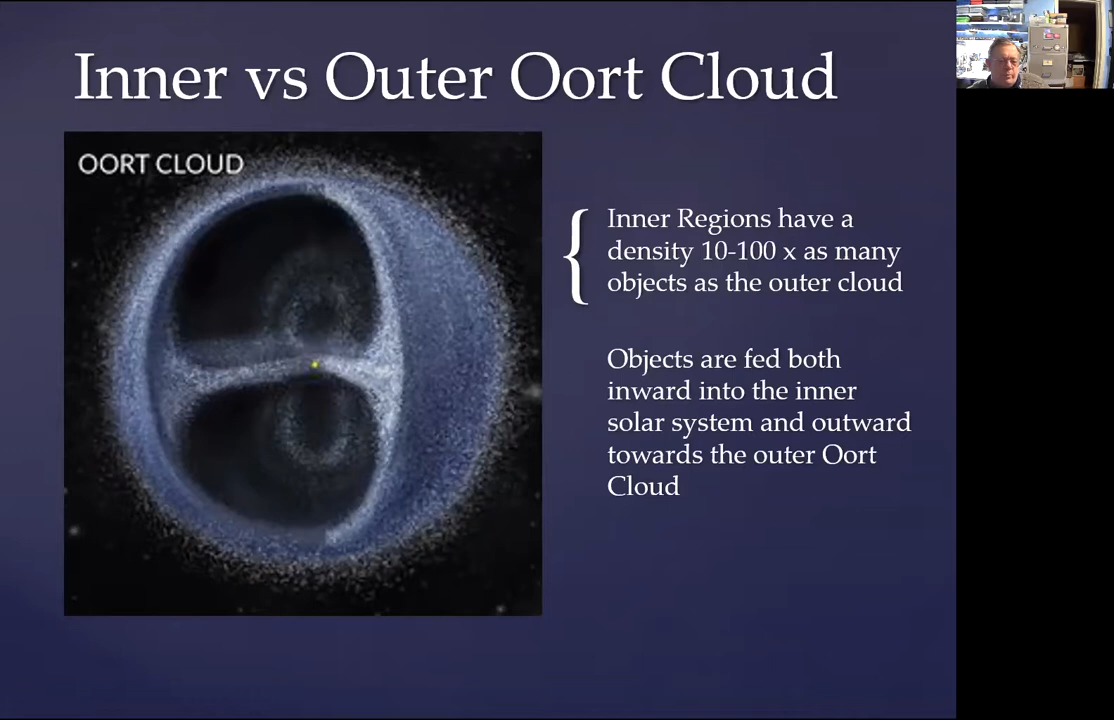 Inner vs Outer Oort Cloud
OORT CLOUD
{ Inner Regions have a
density 10-100 x as many
objects as the outer cloud
Objects are fed both
inward into the inner
solar system and outward
towards the outer Oort
Cloud